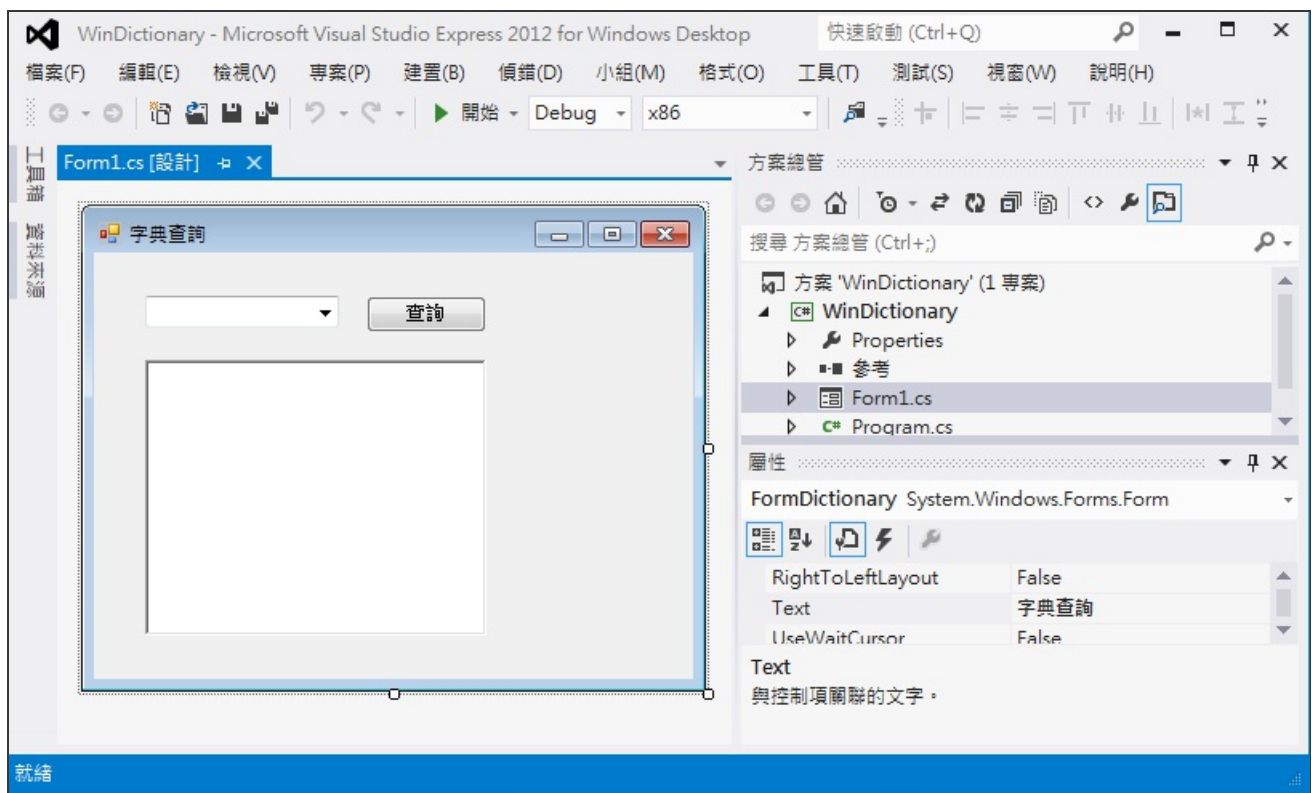 WinDictionary - Microsoft Visual Studio Express 2012 for Windows Desktop 快速啟動 (Ctrl+Q)
檔案(F) 編輯(E) 檢視(V) 專案(P) 建置(B) 偵錯(D) 小組(M) 格式(O) 工具(T) 測試(S) 視窗(W) 說明(H)
開始 Debug x86
工具箱
資料來源
Form1.cs [設計]
字典查詢
查詢
方案總管
搜尋 方案總管 (Ctrl+;)
方案 'WinDictionary' (1 專案)
C# WinDictionary
Properties
參考
Form1.cs
C# Program.cs
屬性
FormDictionary System.Windows.Forms.Form
RightToLeftLayout False
Text 字典查詢
UseWaitCursor False
Text
與控制項關聯的文字。
就緒